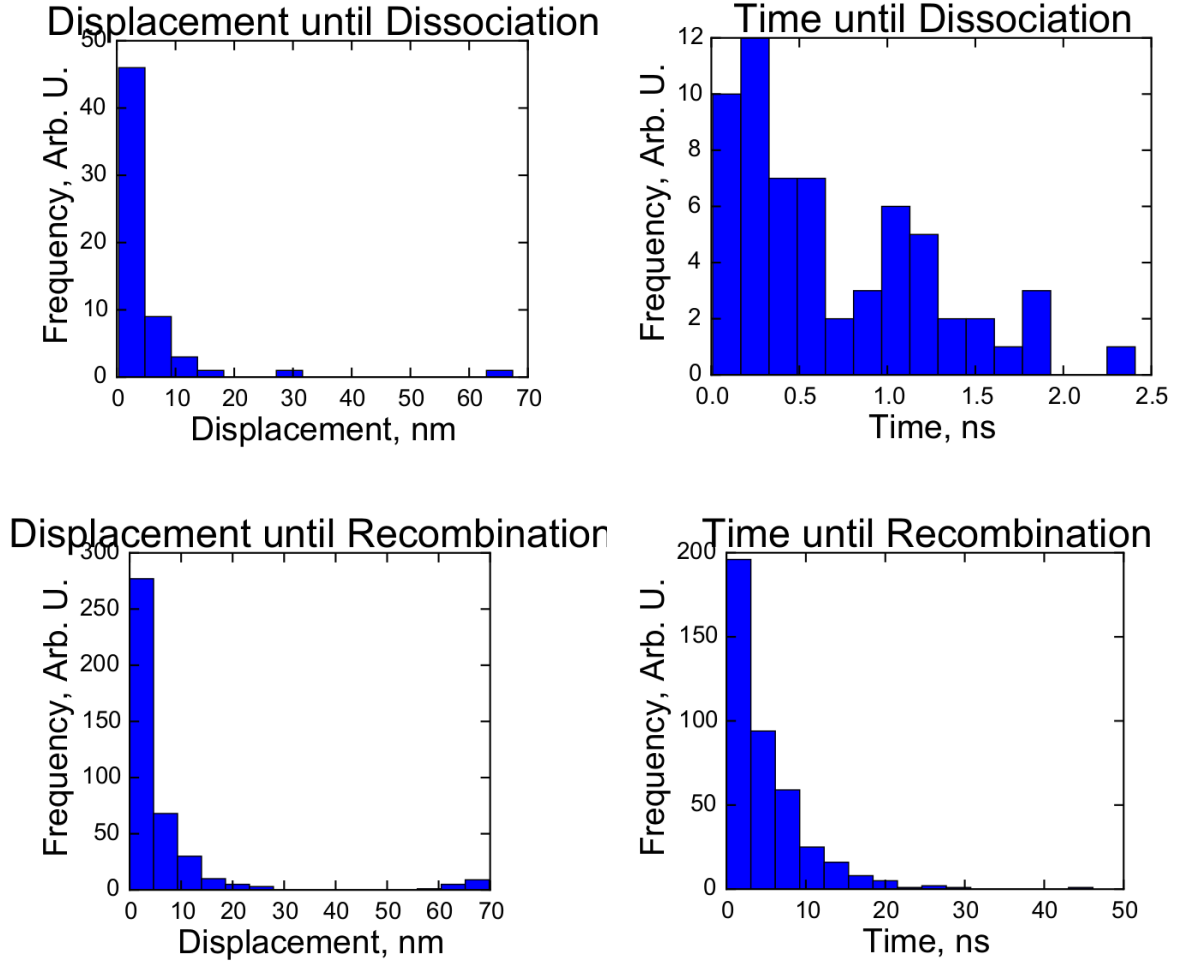 Displacement until Dissociation
50
40
30
20
10
0
Frequency, Arb. U.
0 10 20 30 40 50 60 70
Displacement, nm
Time until Dissociation
12
10
8
6
4
2
0
Frequency, Arb. U.
0.0 0.5 1.0 1.5 2.0 2.5
Time, ns
Displacement until Recombination
300
250
200
150
100
50
0
Frequency, Arb. U.
0 10 20 30 40 50 60 70
Displacement, nm
Time until Recombination
200
150
100
50
0
Frequency, Arb. U.
0 10 20 30 40 50
Time, ns